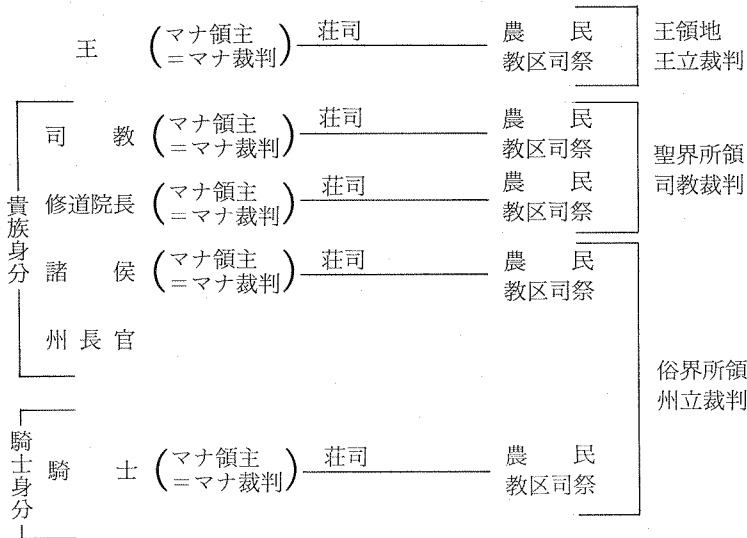 王 (マナ領主 =マナ裁判) 荘司 農民 教区司祭 王領地 王立裁判
貴族身分
司教 (マナ領主 =マナ裁判) 荘司 農民 教区司祭
修道院長 (マナ領主 =マナ裁判) 荘司 農民 教区司祭
聖界所領 司教裁判
諸侯 (マナ領主 =マナ裁判) 荘司 農民 教区司祭
州長官
俗界所領 州立裁判
騎士身分
騎士 (マナ領主 =マナ裁判) 荘司 農民 教区司祭